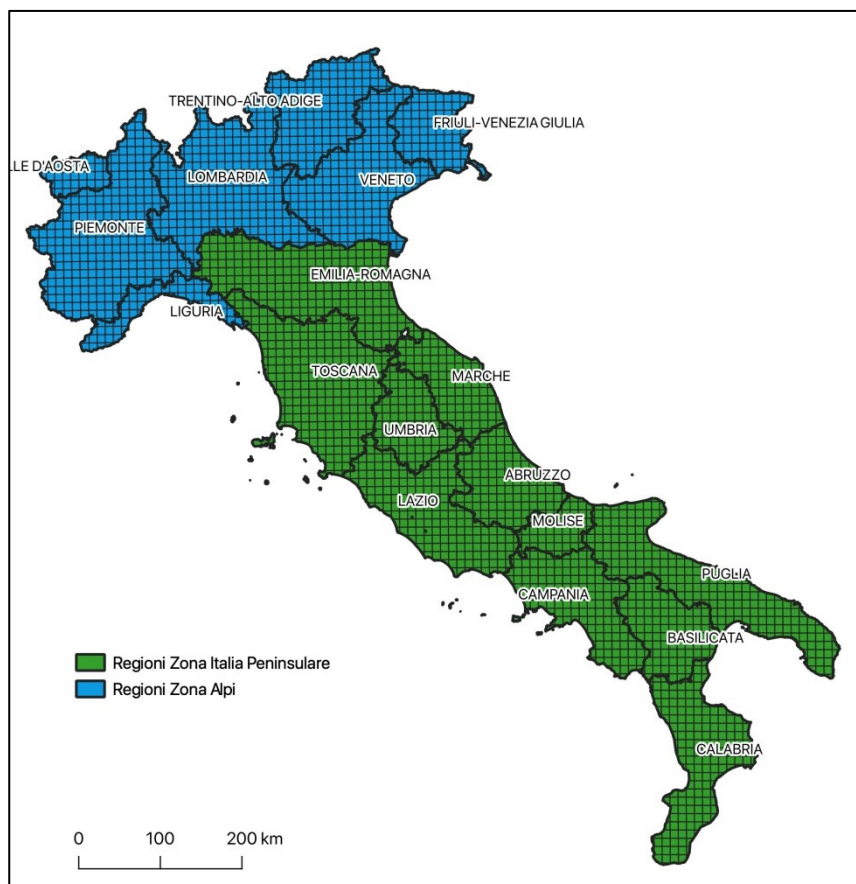 TRENTINO-ALTO ADIGE
FRIULI-VENEZIA GIULIA
LLE D'AOSTA
LOMBARDIA
VENETO
PIEMONTE
EMILIA-ROMAGNA
LIGURIA
TOSCANA
MARCHE
UMBRIA
ABRUZZO
LAZIO
MOLISE
PUGLIA
CAMPANIA
BASILICATA
Regioni Zona Italia Peninsulare
Regioni Zona Alpi
CALABRIA
0 100 200 km